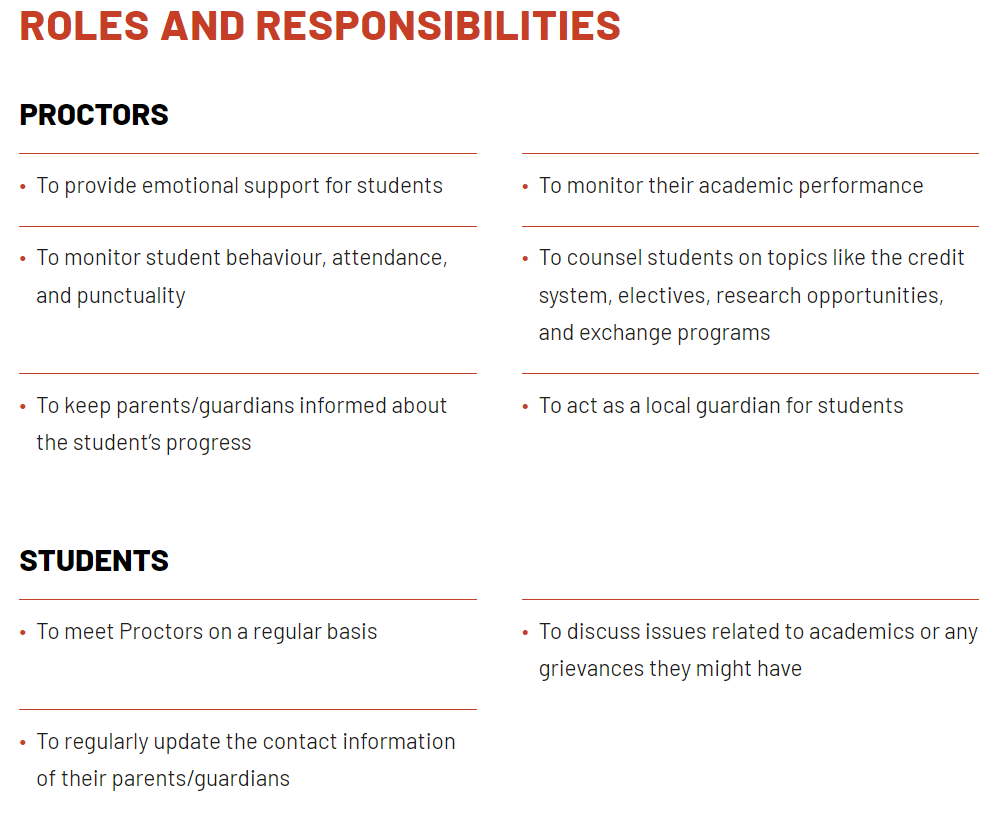 ROLES AND RESPONSIBILITIES
PROCTORS
• To provide emotional support for students
• To monitor their academic performance
• To monitor student behaviour, attendance,
and punctuality
• To counsel students on topics like the credit
system, electives, research opportunities,
and exchange programs
• To keep parents/guardians informed about
the student’s progress
• To act as a local guardian for students
STUDENTS
• To meet Proctors on a regular basis
• To discuss issues related to academics or any
grievances they might have
• To regularly update the contact information
of their parents/guardians